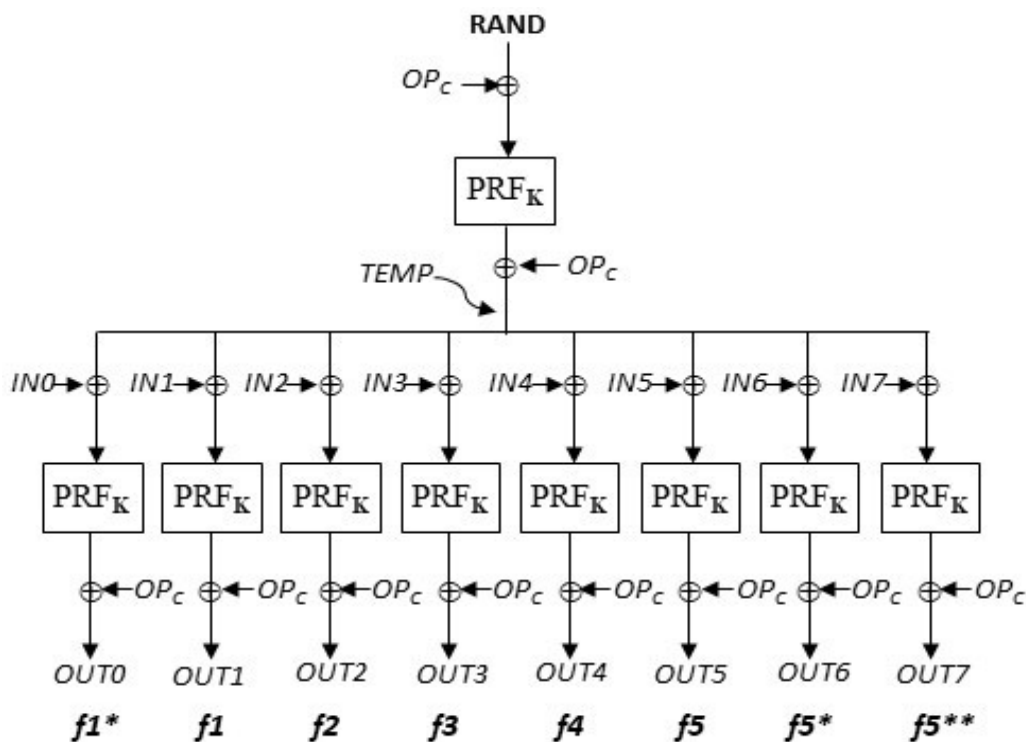 RAND
OPc
PRFK
TEMP
OPc
IN0 IN1 IN2 IN3 IN4 IN5 IN6 IN7
PRFK PRFK PRFK PRFK PRFK PRFK PRFK PRFK
OPc OPc OPc OPc OPc OPc OPc OPc
OUT0 OUT1 OUT2 OUT3 OUT4 OUT5 OUT6 OUT7
f1* f1 f2 f3 f4 f5 f5* f5**